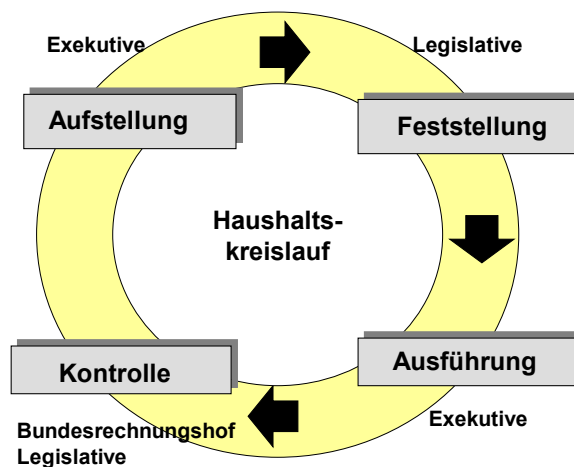 Exekutive
Legislative
Aufstellung
Feststellung
Haushalts-
kreislauf
Kontrolle
Ausführung
Bundesrechnungshof
Legislative
Exekutive